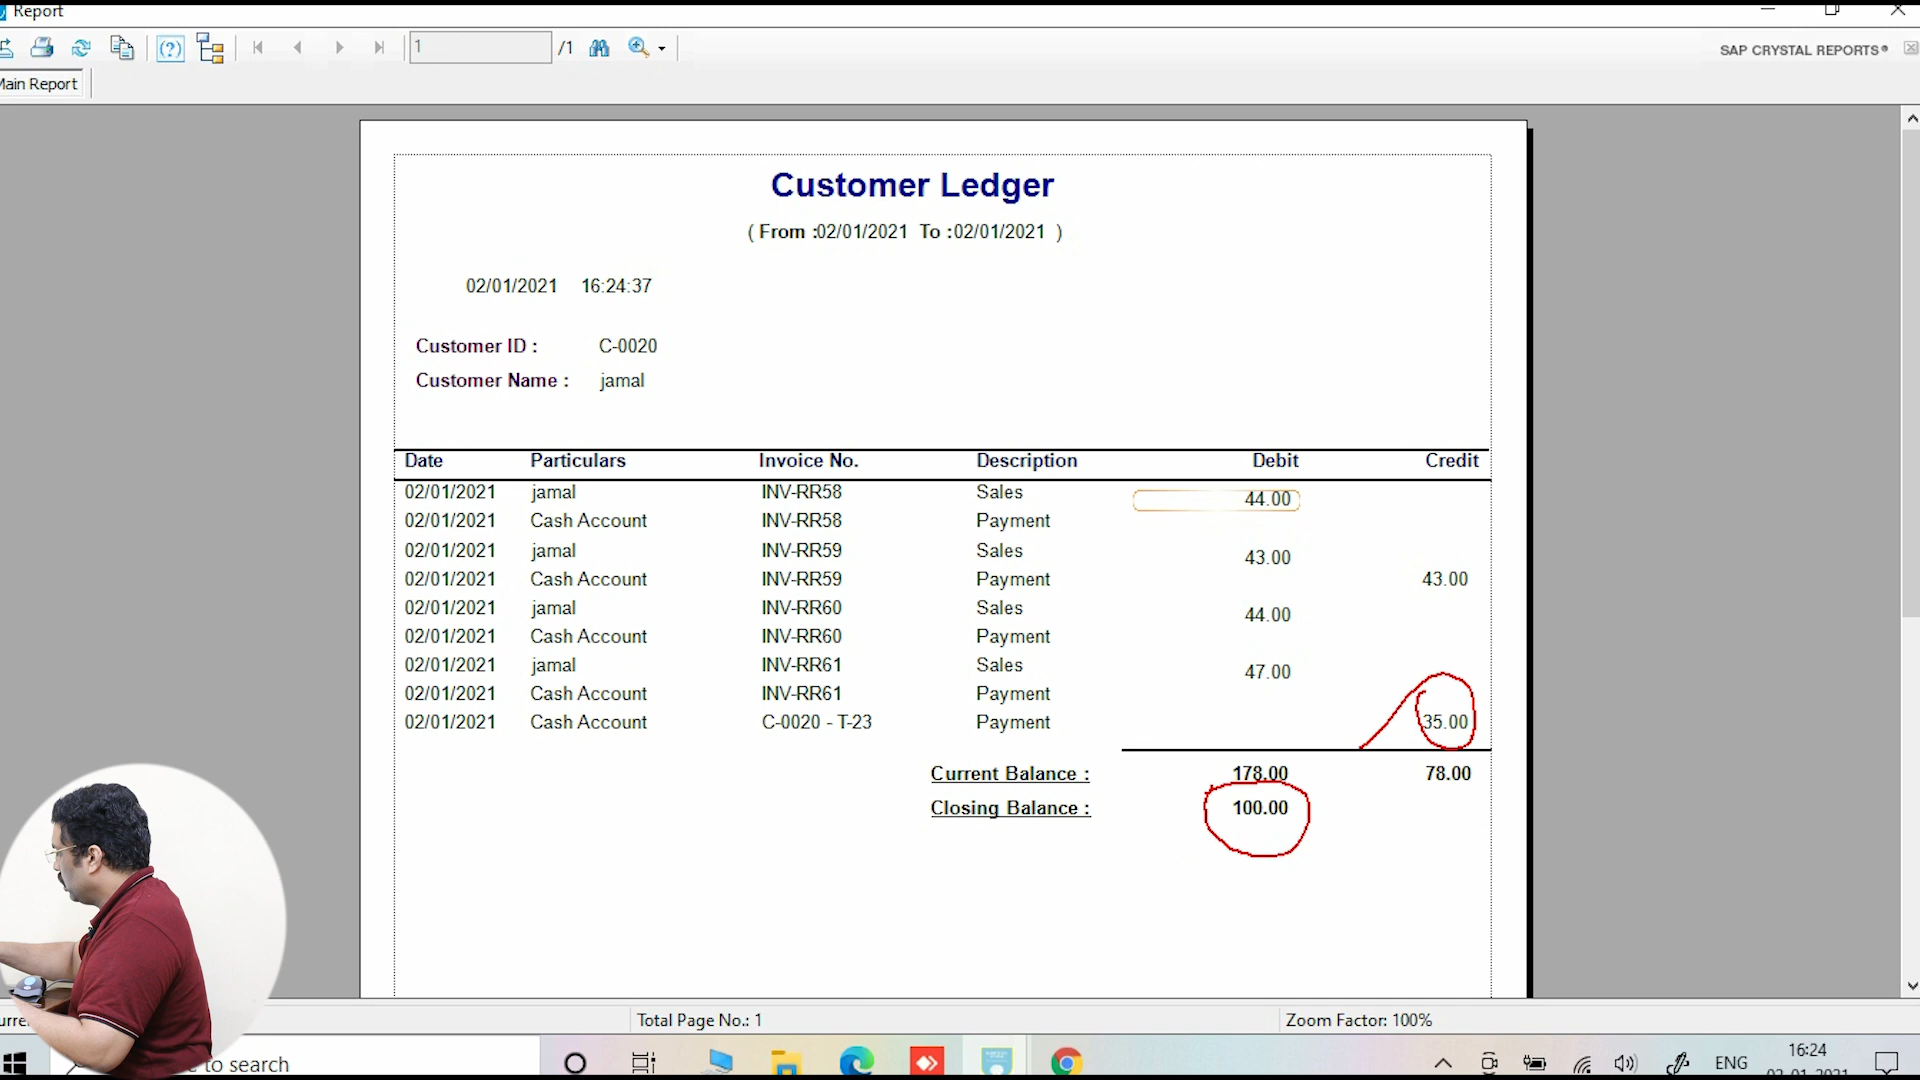 Report
1 /1 SAP CRYSTAL REPORTS®
Main Report
Customer Ledger
( From :02/01/2021 To :02/01/2021 )
02/01/2021 16:24:37
Customer ID : C-0020
Customer Name : jamal
Date Particulars Invoice No. Description Debit Credit
02/01/2021 jamal INV-RR58 Sales 44.00
02/01/2021 Cash Account INV-RR58 Payment
02/01/2021 jamal INV-RR59 Sales 43.00
02/01/2021 Cash Account INV-RR59 Payment 43.00
02/01/2021 jamal INV-RR60 Sales 44.00
02/01/2021 Cash Account INV-RR60 Payment
02/01/2021 jamal INV-RR61 Sales 47.00
02/01/2021 Cash Account INV-RR61 Payment
02/01/2021 Cash Account C-0020 - T-23 Payment 35.00
Current Balance : 178.00 78.00
Closing Balance : 100.00
Total Page No.: 1 Zoom Factor: 100%
to search ENG 16:24